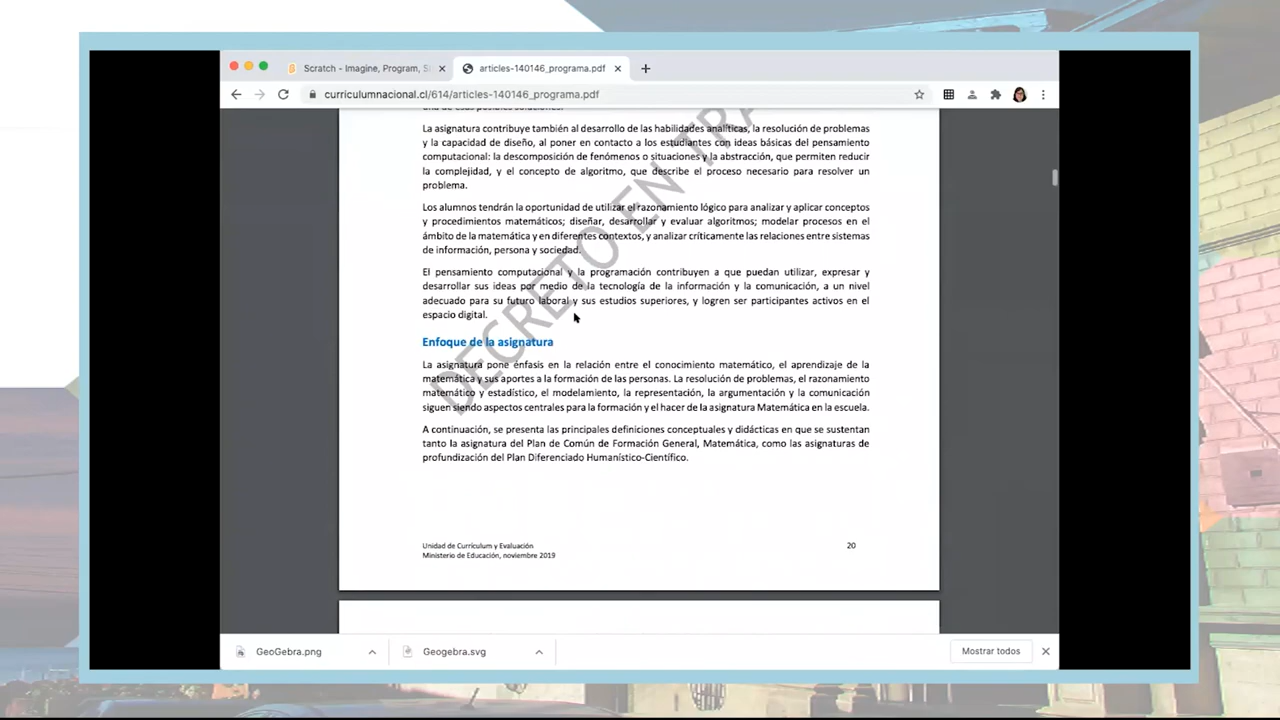 Scratch - Imagine, Program, S
articles-140146_programa.pdf
curriculumnacional.cl/614/articles-140146_programa.pdf
una de esas posibles soluciones.
La asignatura contribuye también al desarrollo de las habilidades analíticas, la resolución de problemas
y la capacidad de diseño, al poner en contacto a los estudiantes con ideas básicas del pensamiento
computacional: la descomposición de fenómenos o situaciones y la abstracción, que permiten reducir
la complejidad, y el concepto de algoritmo, que describe el proceso necesario para resolver un
problema.
Los alumnos tendrán la oportunidad de utilizar el razonamiento lógico para analizar y aplicar conceptos
y procedimientos matemáticos; diseñar, desarrollar y evaluar algoritmos; modelar procesos en el
ámbito de la matemática y en diferentes contextos, y analizar críticamente las relaciones entre sistemas
de información, persona y sociedad.
El pensamiento computacional y la programación contribuyen a que puedan utilizar, expresar y
desarrollar sus ideas por medio de la tecnología de la información y la comunicación, a un nivel
adecuado para su futuro laboral y sus estudios superiores, y logren ser participantes activos en el
espacio digital.
Enfoque de la asignatura
La asignatura pone énfasis en la relación entre el conocimiento matemático, el aprendizaje de la
matemática y sus aportes a la formación de las personas. La resolución de problemas, el razonamiento
matemático y estadístico, el modelamiento, la representación, la argumentación y la comunicación
siguen siendo aspectos centrales para la formación y el hacer de la asignatura Matemática en la escuela.
A continuación, se presenta las principales definiciones conceptuales y didácticas en que se sustentan
tanto la asignatura del Plan de Común de Formación General, Matemática, como las asignaturas de
profundización del Plan Diferenciado Humanístico-Científico.
DECRETO EN TRA
Unidad de Currículum y Evaluación
20
Ministerio de Educación, noviembre 2019
GeoGebra.png
Geogebra.svg
Mostrar todos